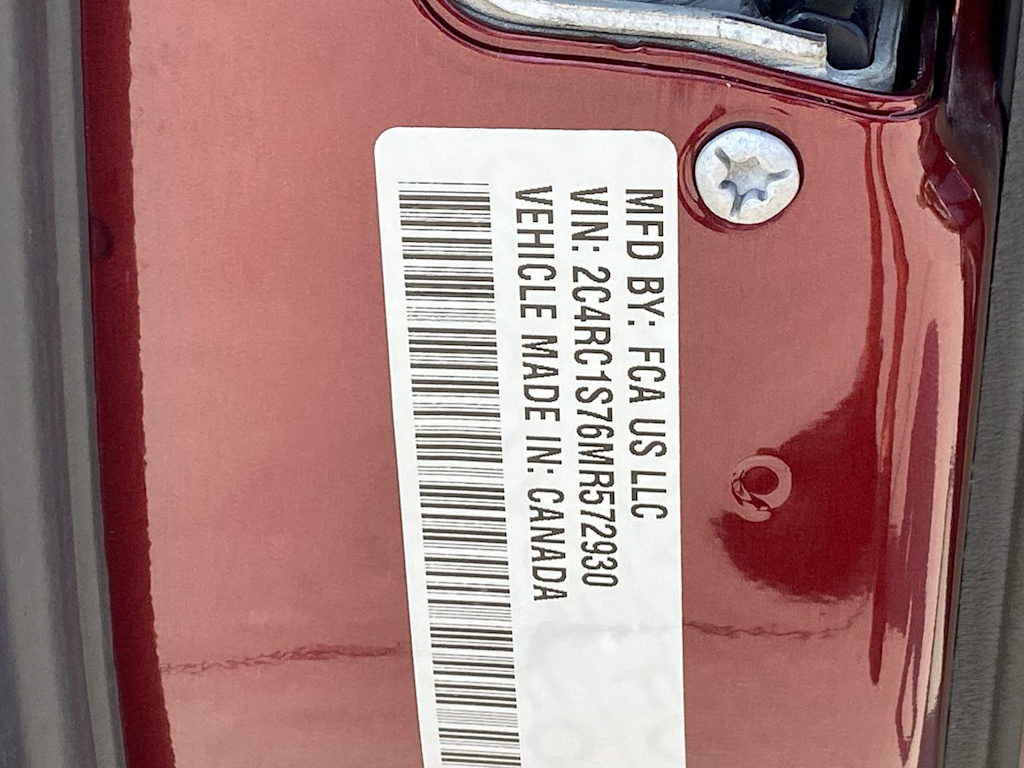 MFD BY: FCA US LLC
VIN: 2C4RC1S76MR572930
VEHICLE MADE IN: CANADA